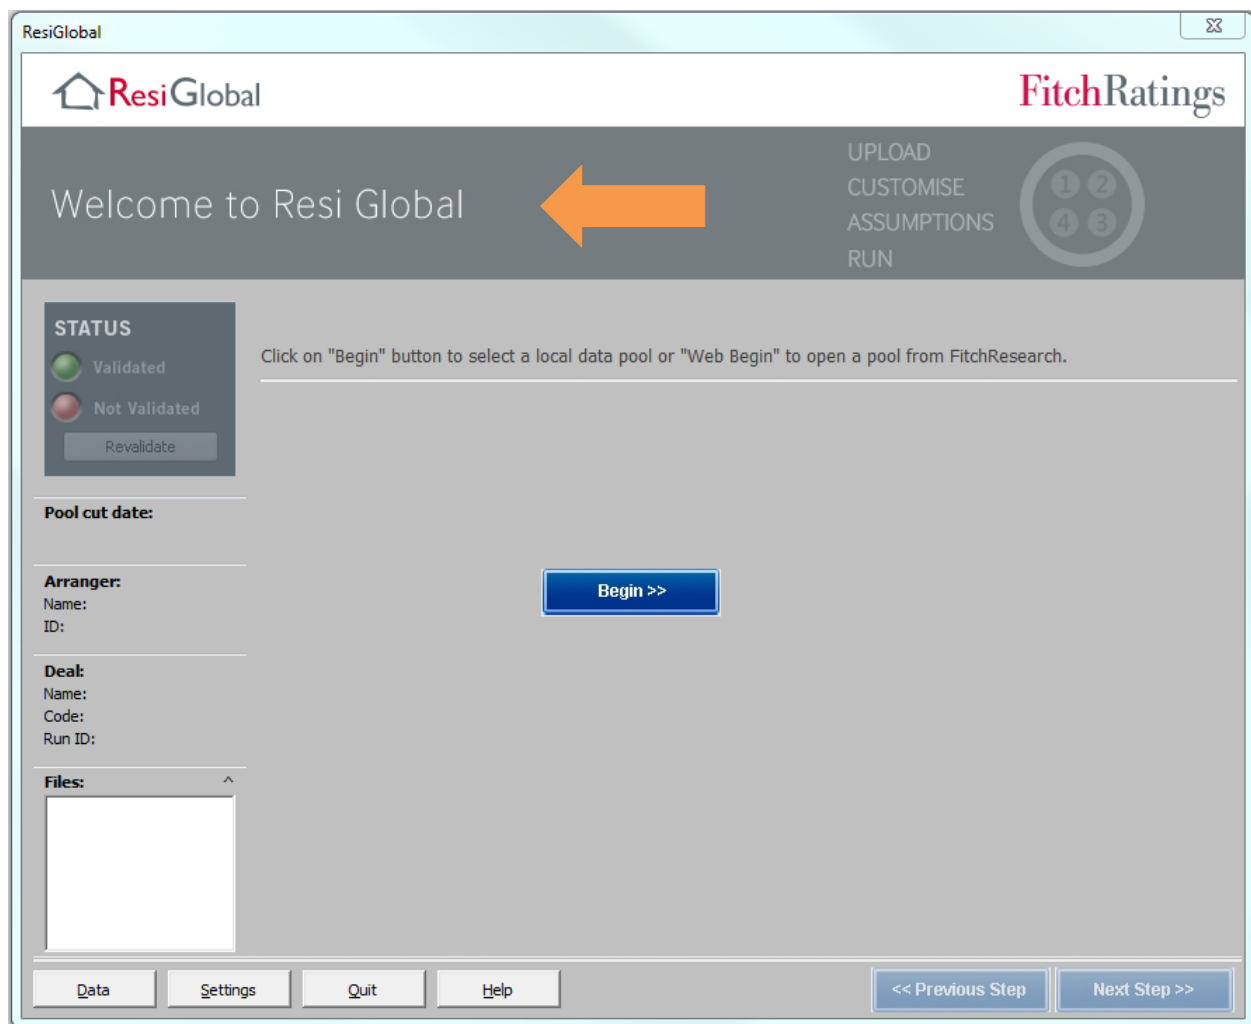 ResiGlobal
ResiGlobal
FitchRatings
Welcome to Resi Global
UPLOAD
CUSTOMISE
ASSUMPTIONS
RUN
1 2
4 3
STATUS
Validated
Not Validated
Revalidate
Click on "Begin" button to select a local data pool or "Web Begin" to open a pool from FitchResearch.
Pool cut date:
Arranger:
Name:
ID:
Begin >>
Deal:
Name:
Code:
Run ID:
Files: ^
Data Settings Quit Help << Previous Step Next Step >>